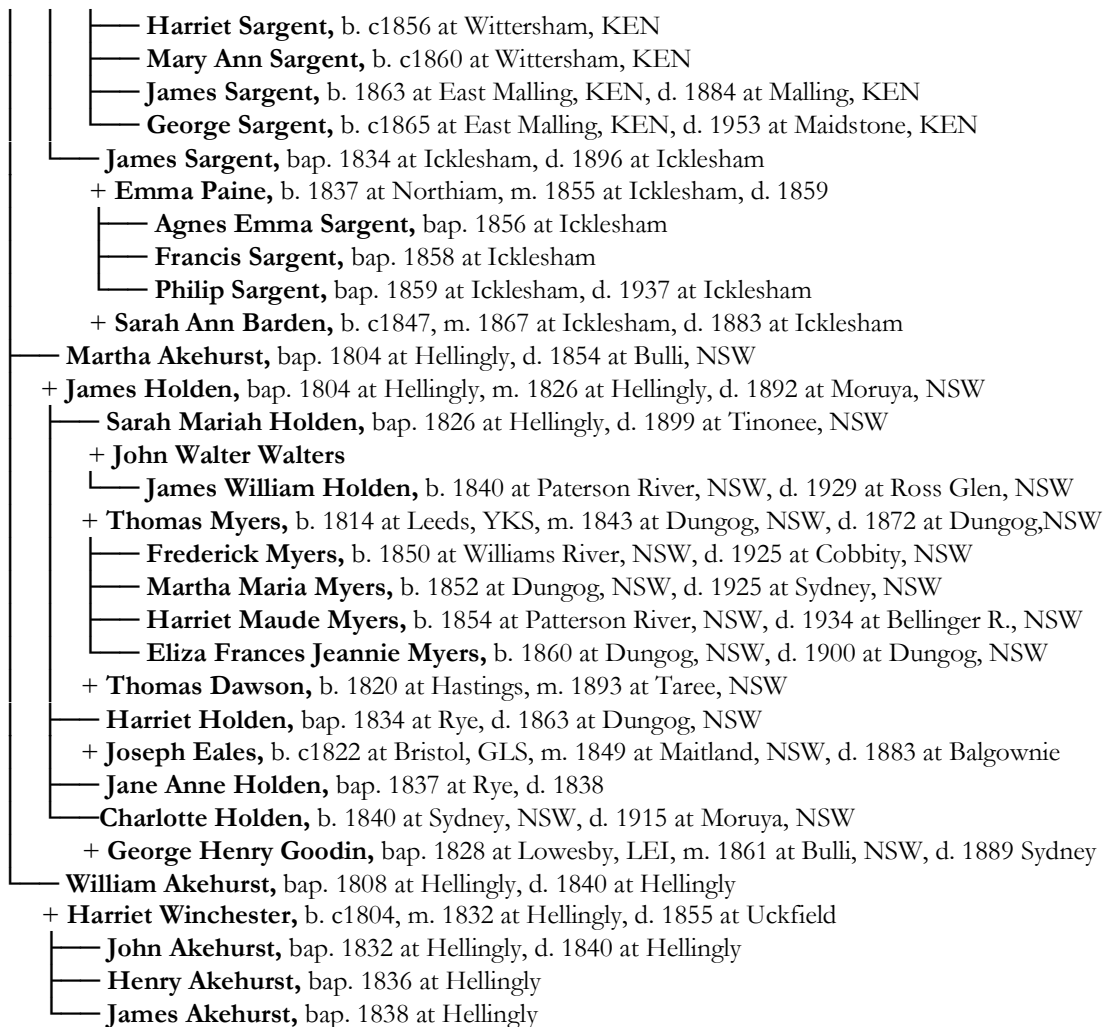 Harriet Sargent, b. c1856 at Wittersham, KEN
Mary Ann Sargent, b. c1860 at Wittersham, KEN
James Sargent, b. 1863 at East Malling, KEN, d. 1884 at Malling, KEN
George Sargent, b. c1865 at East Malling, KEN, d. 1953 at Maidstone, KEN
James Sargent, bap. 1834 at Icklesham, d. 1896 at Icklesham
+ Emma Paine, b. 1837 at Northiam, m. 1855 at Icklesham, d. 1859
Agnes Emma Sargent, bap. 1856 at Icklesham
Francis Sargent, bap. 1858 at Icklesham
Philip Sargent, bap. 1859 at Icklesham, d. 1937 at Icklesham
+ Sarah Ann Barden, b. c1847, m. 1867 at Icklesham, d. 1883 at Icklesham
Martha Akehurst, bap. 1804 at Hellingly, d. 1854 at Bulli, NSW
+ James Holden, bap. 1804 at Hellingly, m. 1826 at Hellingly, d. 1892 at Moruya, NSW
Sarah Mariah Holden, bap. 1826 at Hellingly, d. 1899 at Tinonee, NSW
+ John Walter Walters
James William Holden, b. 1840 at Paterson River, NSW, d. 1929 at Ross Glen, NSW
+ Thomas Myers, b. 1814 at Leeds, YKS, m. 1843 at Dungog, NSW, d. 1872 at Dungog,NSW
Frederick Myers, b. 1850 at Williams River, NSW, d. 1925 at Cobbity, NSW
Martha Maria Myers, b. 1852 at Dungog, NSW, d. 1925 at Sydney, NSW
Harriet Maude Myers, b. 1854 at Patterson River, NSW, d. 1934 at Bellinger R., NSW
Eliza Frances Jeannie Myers, b. 1860 at Dungog, NSW, d. 1900 at Dungog, NSW
+ Thomas Dawson, b. 1820 at Hastings, m. 1893 at Taree, NSW
Harriet Holden, bap. 1834 at Rye, d. 1863 at Dungog, NSW
+ Joseph Eales, b. c1822 at Bristol, GLS, m. 1849 at Maitland, NSW, d. 1883 at Balgownie
Jane Anne Holden, bap. 1837 at Rye, d. 1838
Charlotte Holden, b. 1840 at Sydney, NSW, d. 1915 at Moruya, NSW
+ George Henry Goodin, bap. 1828 at Lowesby, LEI, m. 1861 at Bulli, NSW, d. 1889 Sydney
William Akehurst, bap. 1808 at Hellingly, d. 1840 at Hellingly
+ Harriet Winchester, b. c1804, m. 1832 at Hellingly, d. 1855 at Uckfield
John Akehurst, bap. 1832 at Hellingly, d. 1840 at Hellingly
Henry Akehurst, bap. 1836 at Hellingly
James Akehurst, bap. 1838 at Hellingly